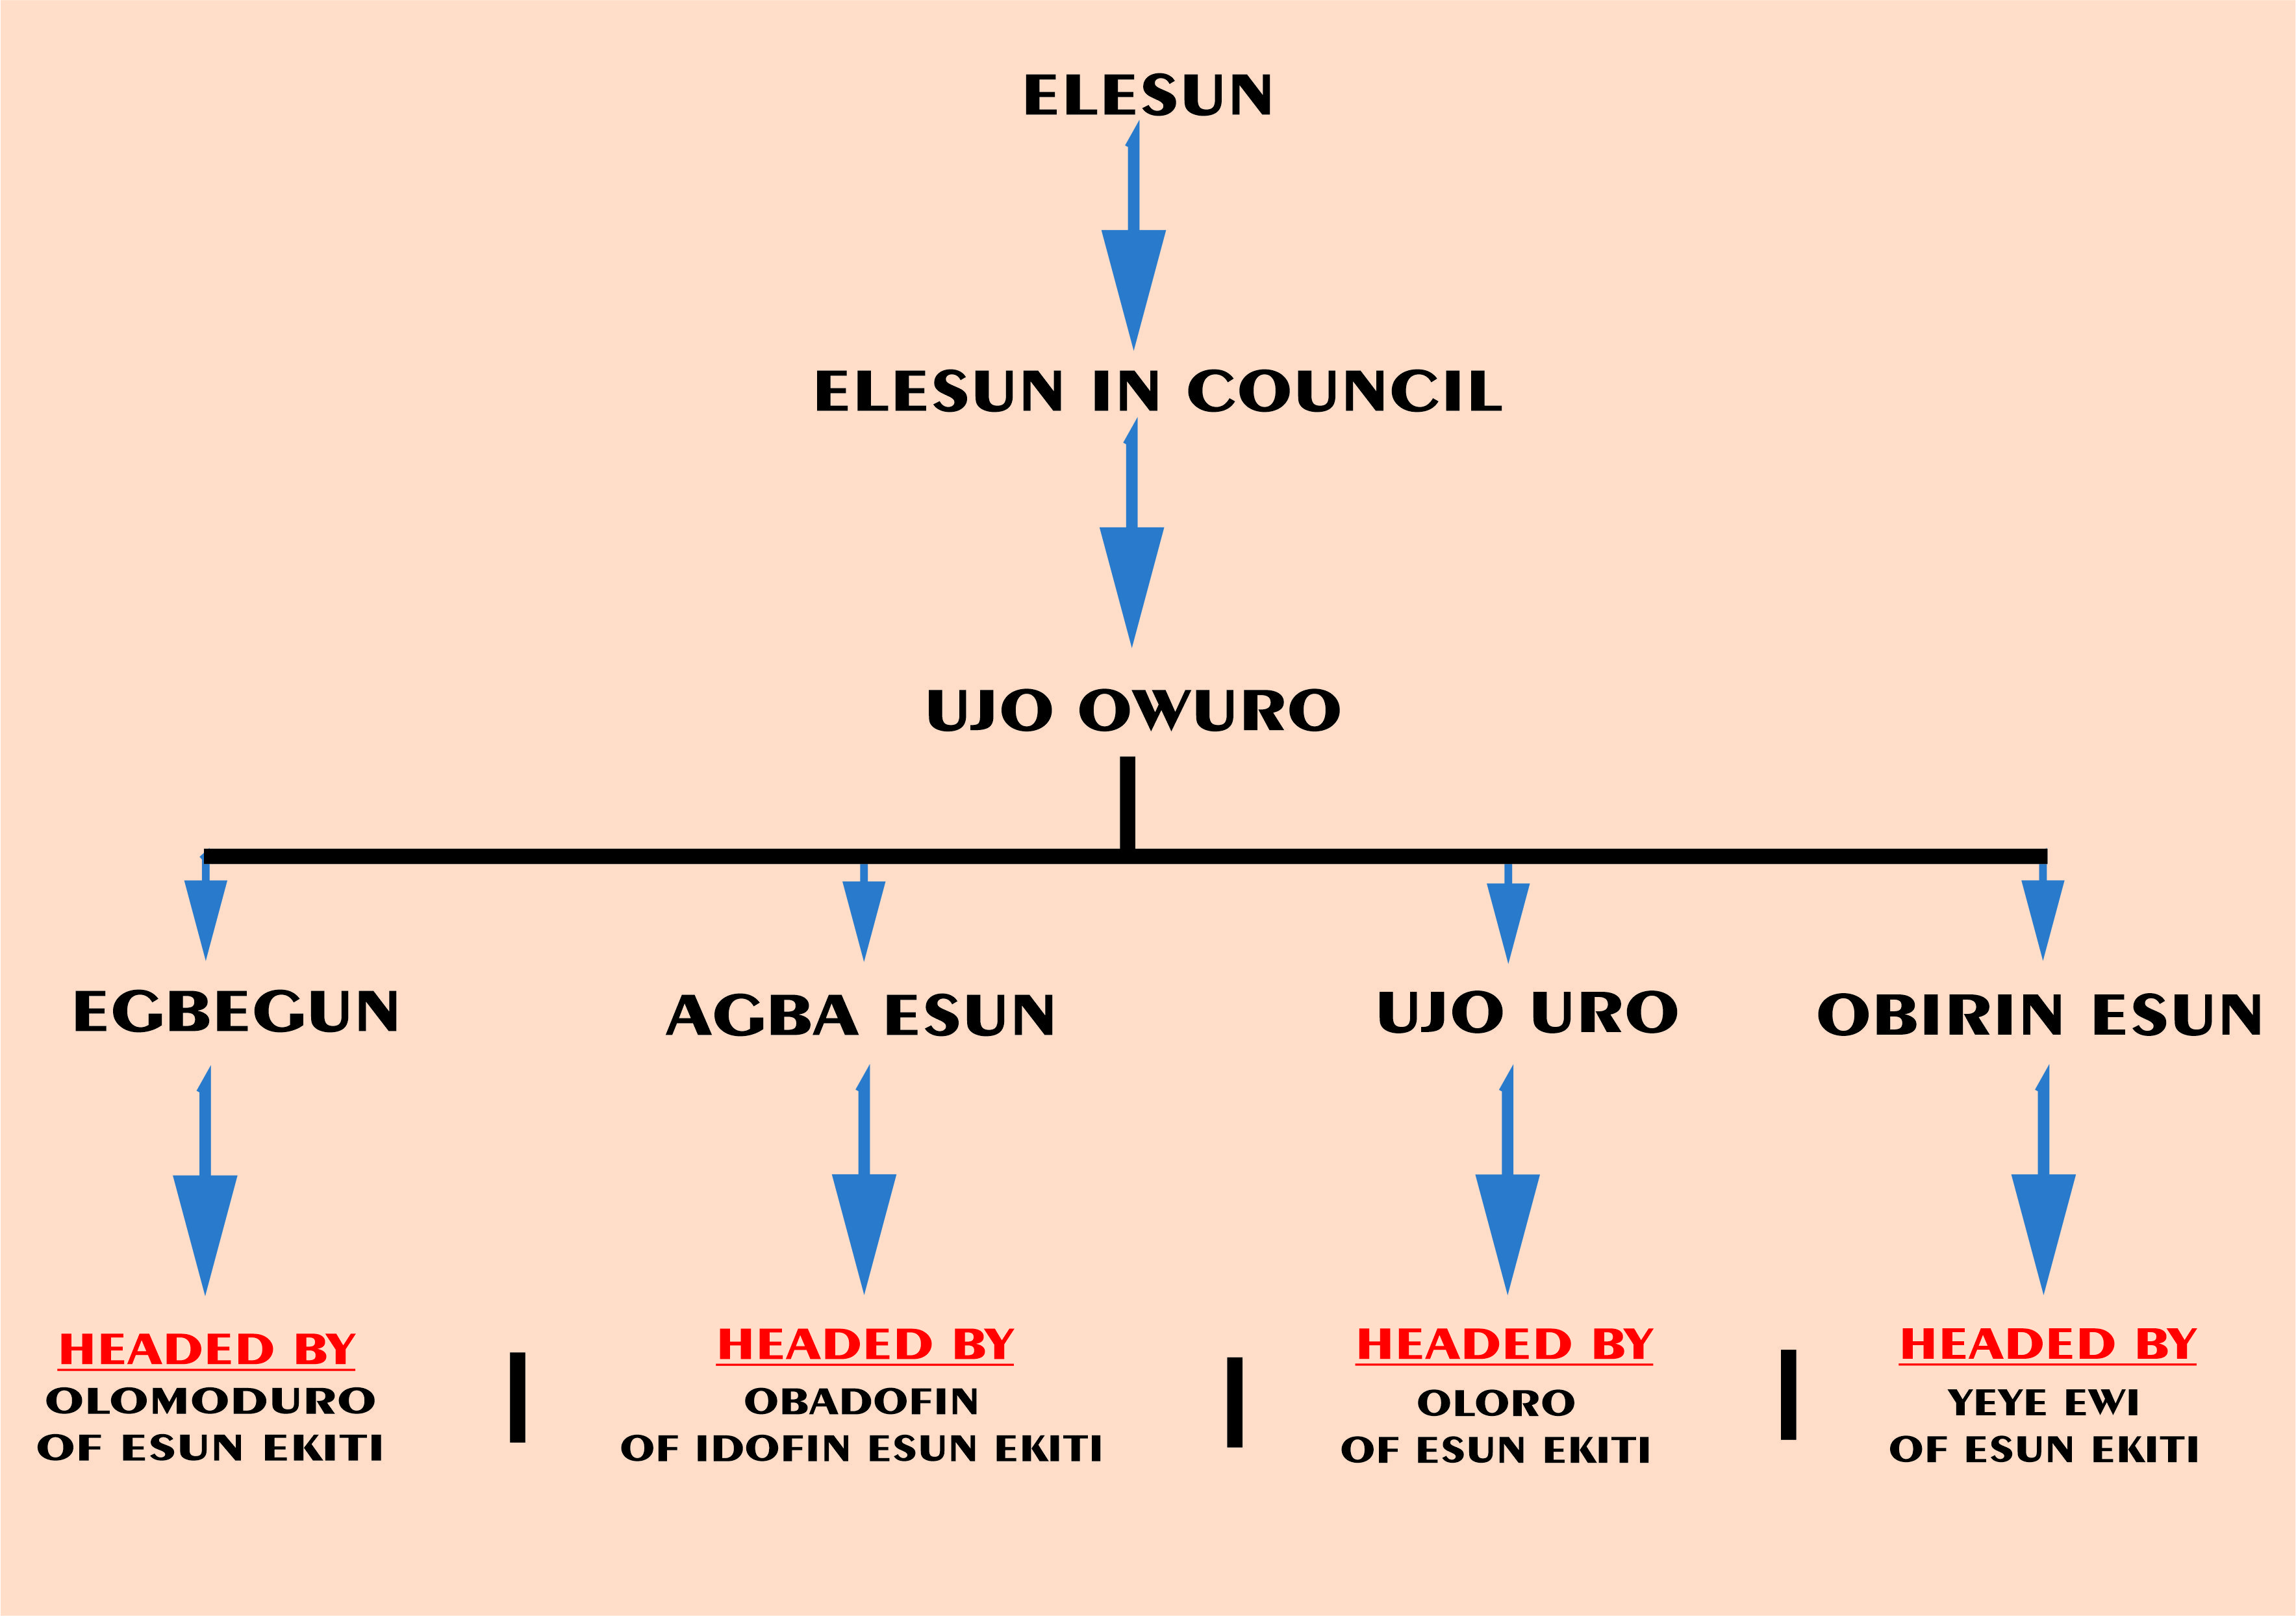 ELESUN
ELESUN IN COUNCIL
UJO OWURO
EGBEGUN
AGBA ESUN
UJO URO
OBIRIN ESUN
HEADED BY
OLOMODURO
OF ESUN EKITI
HEADED BY
OBADOFIN
OF IDOFIN ESUN EKITI
HEADED BY
OLORO
OF ESUN EKITI
HEADED BY
YEYE EWI
OF ESUN EKITI